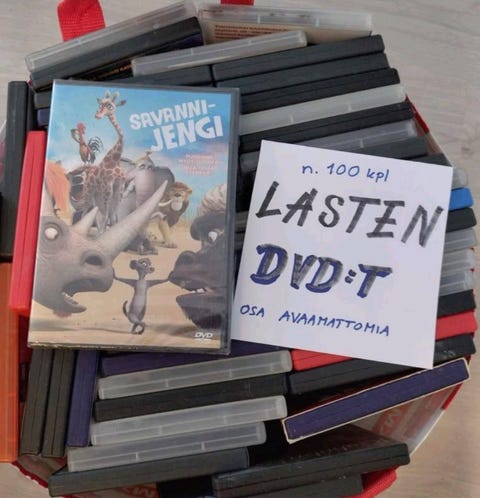 SAVANNI-
JENGI
DVD
n. 100 kpl
LASTEN
DVD:T
OSA AVAAMATTOMIA